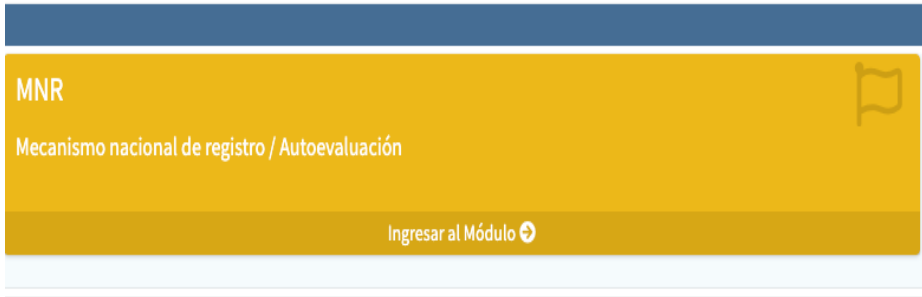 MNR
Mecanismo nacional de registro / Autoevaluación
Ingresar al Módulo